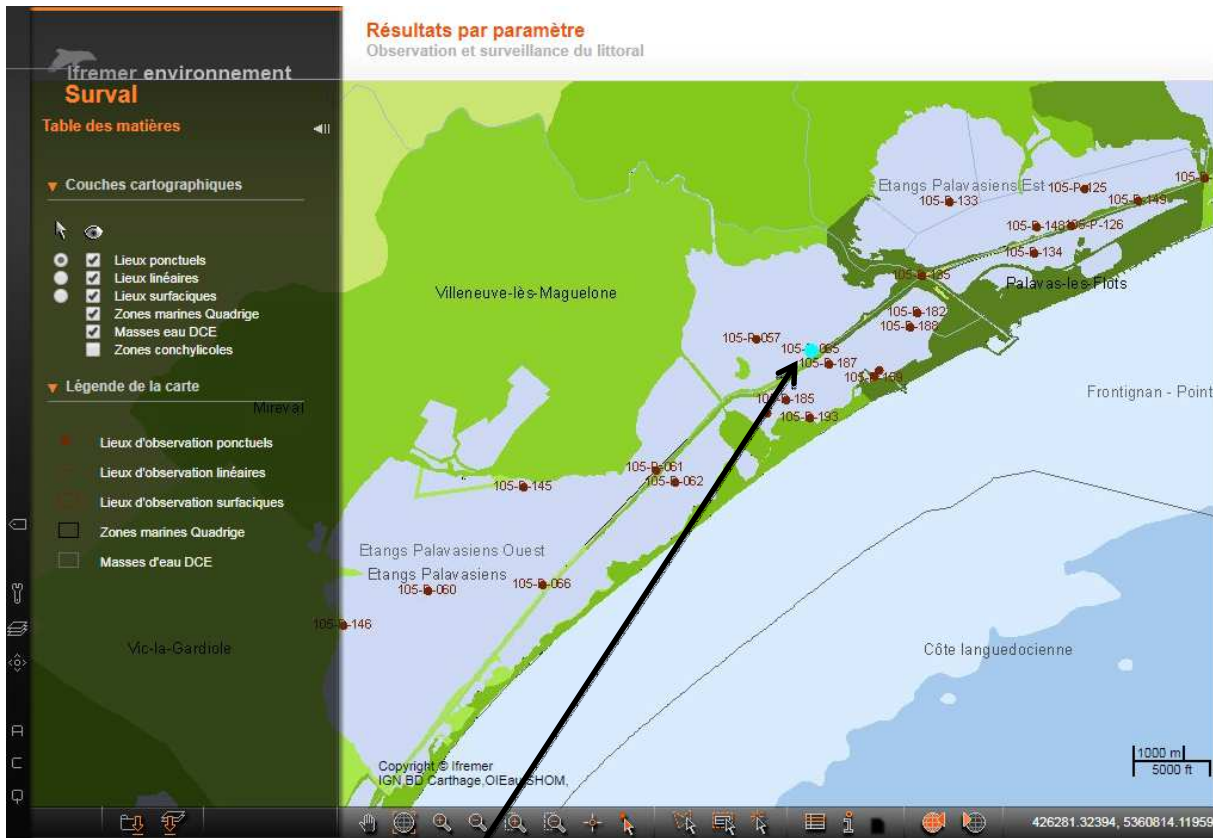 Résultats par paramètre
Observation et surveillance du littoral
Ifremer environnement
Surval
Table des matières
Couches cartographiques
Lieux ponctuels
Lieux linéaires
Lieux surfaciques
Zones marines Quadrige
Masses eau DCE
Zones conchylicoles
Légende de la carte
Lieux d'observation ponctuels
Lieux d'observation linéaires
Lieux d'observation surfaciques
Zones marines Quadrige
Masses d'eau DCE
Mireval
Vic-la-Gardiole
Etangs Palavasiens Est
105-P-125
105-P-133
105-P-149
105-P-148
105-P-126
105-P-134
105-P-135
Palavas-les-Flots
Villeneuve-lès-Maguelone
105-P-182
105-P-188
105-P-057
105-P-065
105-P-187
105-P-189
Frontignan - Point
105-P-185
105-P-193
105-P-061
105-P-062
105-P-145
Etangs Palavasiens Ouest
Etangs Palavasiens
105-P-060
105-P-066
105-P-146
Côte languedocienne
Copyright © Ifremer
IGN,BD Carthage,OIEau,SHOM,
1000 m
5000 ft
426281.32394, 5360814.11959